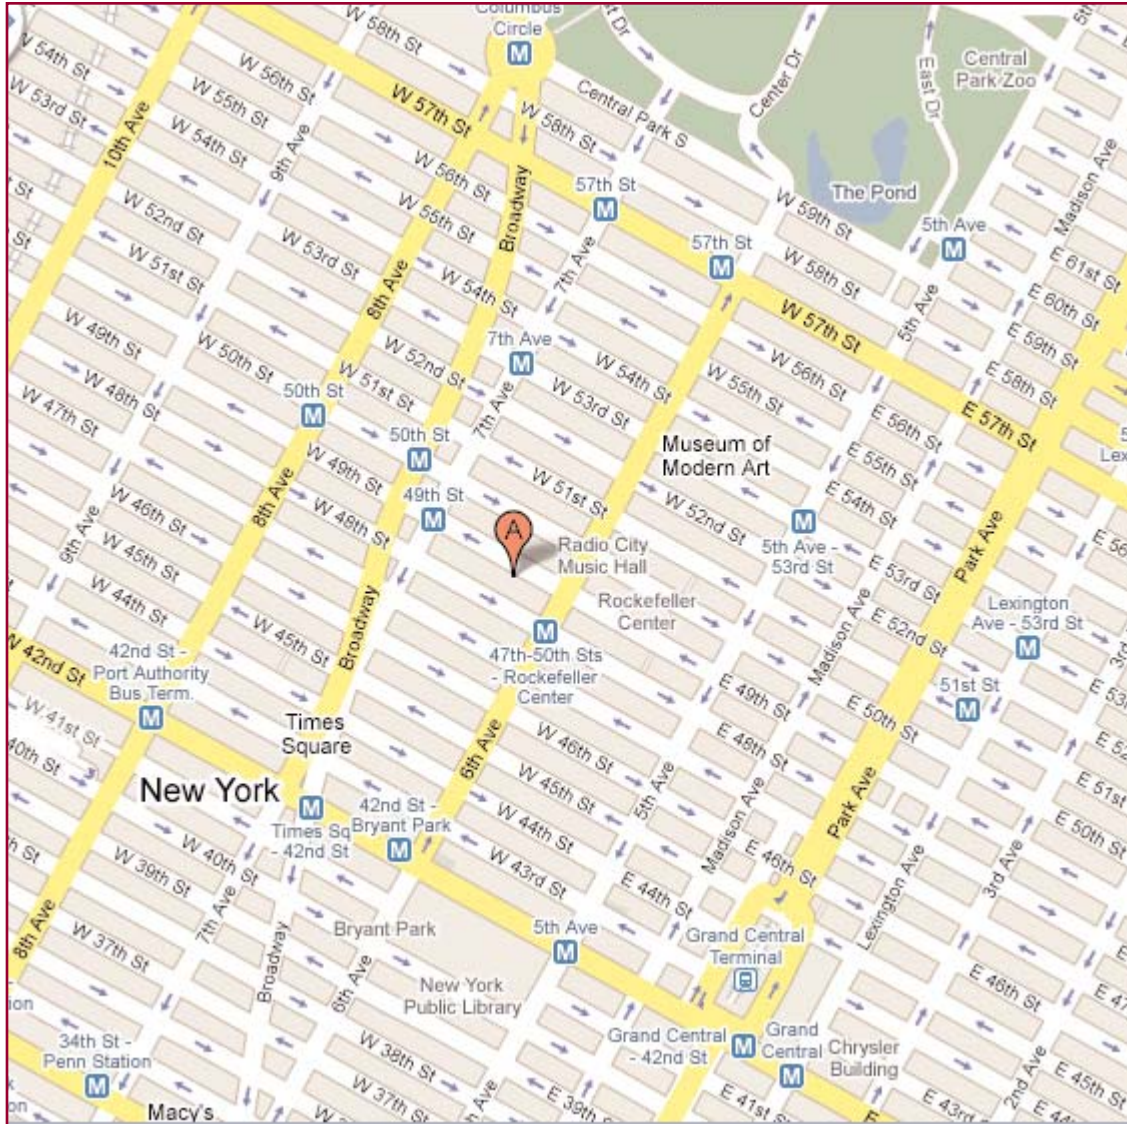 Columbus
Circle
W 58th St
W 54th St
W 53rd St
W 56th St
W 55th St
W 54th St
10th Ave
9th Ave
W 57th St
W 58th St
Central Park S
Center Dr
East Dr
Central
Park Zoo
Madison Ave
The Pond
57th St
W 59th St
5th Ave
W 56th St
W 55th St
Broadway
W 52nd St
W 51st St
W 53rd St
8th Ave
W 54th St
7th Ave
57th St
W 58th St
W 57th St
5th Ave
E 61st St
E 60th St
E 59th St
E 58th St
E 57th St
W 49th St
W 48th St
W 47th St
W 50th St
50th St
W 51st St
W 52nd St
7th Ave
7th Ave
W 54th St
W 53rd St
W 55th St
W 56th St
E 56th St
E 55th St
E 54th St
Museum of
Modern Art
50th St
49th St
W 49th St
W 48th St
8th Ave
W 51st St
W 52nd St
5th Ave -
53rd St
E 53rd St
E 52nd St
Park Ave
A
Radio City
Music Hall
Rockefeller
Center
Lexington
Ave - 53rd St
51st St
9th Ave
W 46th St
W 45th St
W 44th St
W 45th St
W 42nd St
W 41st St
40th St
42nd St -
Port Authority
Bus Term.
Broadway
47th-50th Sts
- Rockefeller
Center
Madison Ave
E 50th St
E 49th St
E 48th St
Times
Square
New York
6th Ave
W 46th St
W 45th St
W 44th St
W 43rd St
5th Ave
Madison Ave
Park Ave
E 46th St
E 44th St
42nd St -
Bryant Park
Times Sq
- 42nd St
W 40th St
W 39th St
W 37th St
8th Ave
7th Ave
Broadway
6th Ave
Bryant Park
5th Ave
New York
Public Library
Grand Central
Terminal
Lexington Ave
3rd Ave
E 51st
E 50th St
E 46th St
Grand Central
- 42nd St
Grand
Central
Chrysler
Building
2nd Ave
E 45th St
E 43rd
E 41st
E 39th St
34th St -
Penn Station
Macy's
W 38th St
W 37th St